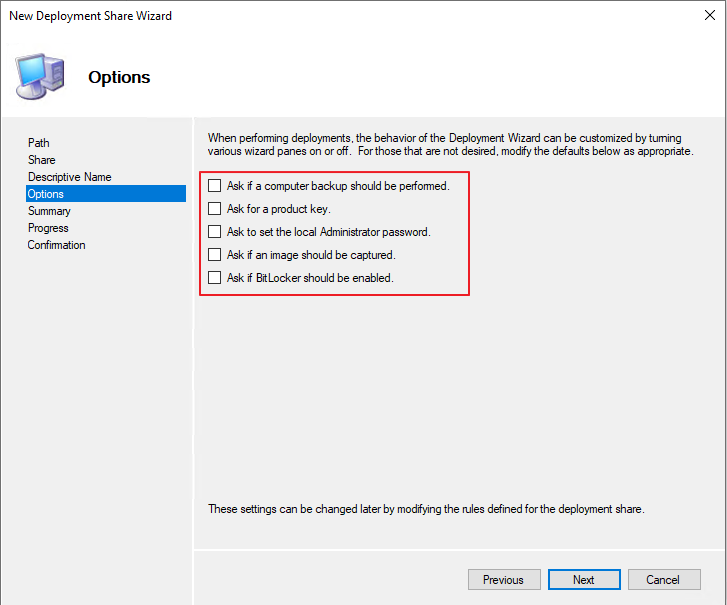 New Deployment Share Wizard
Options
Path
Share
Descriptive Name
Options
Summary
Progress
Confirmation
When performing deployments, the behavior of the Deployment Wizard can be customized by turning
various wizard panes on or off.  For those that are not desired, modify the defaults below as appropriate.
Ask if a computer backup should be performed.
Ask for a product key.
Ask to set the local Administrator password.
Ask if an image should be captured.
Ask if BitLocker should be enabled.
These settings can be changed later by modifying the rules defined for the deployment share.
Previous
Next
Cancel